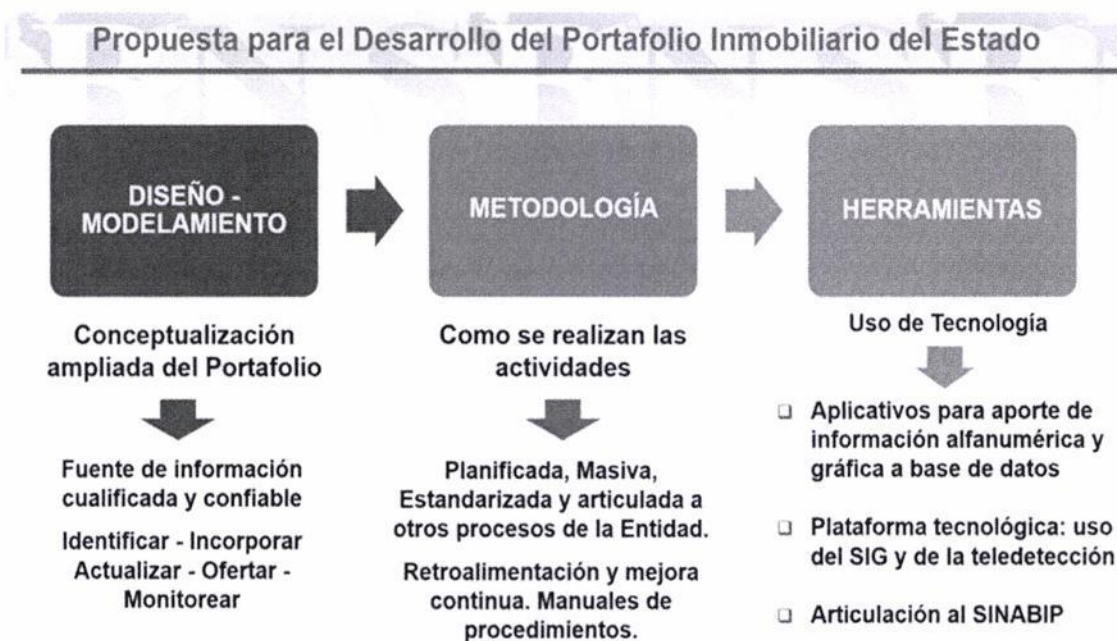 Propuesta para el Desarrollo del Portafolio Inmobiliario del Estado
DISEÑO -
MODELAMIENTO
METODOLOGÍA
HERRAMIENTAS
Conceptualización
ampliada del Portafolio
Fuente de información
cualificada y confiable
Identificar - Incorporar
Actualizar - Ofertar -
Monitorear
Como se realizan las
actividades
Planificada, Masiva,
Estandarizada y articulada a
otros procesos de la Entidad.
Retroalimentación y mejora
continua. Manuales de
procedimientos.
Uso de Tecnología
❑ Aplicativos para aporte de
información alfanumérica y
gráfica a base de datos
❑ Plataforma tecnológica: uso
del SIG y de la teledetección
❑ Articulación al SINABIP